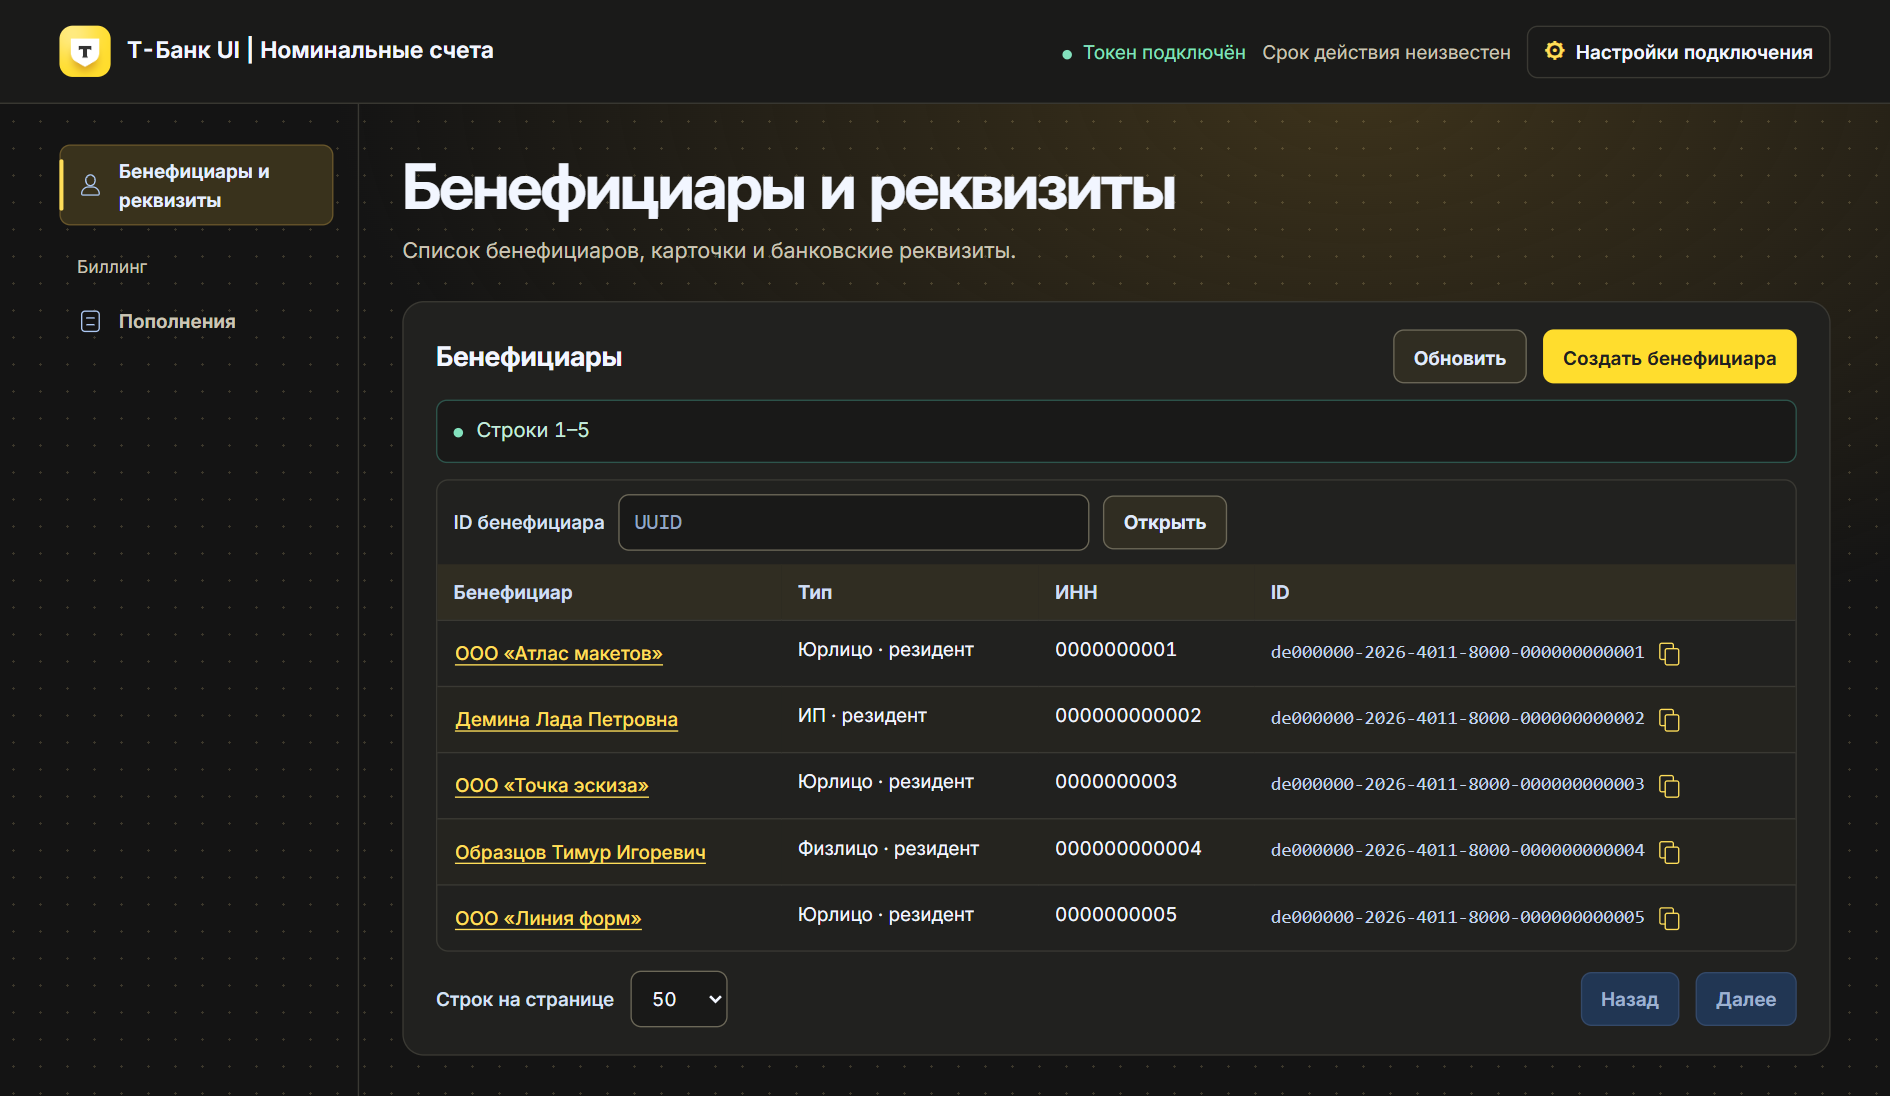 Т-Банк UI | Номинальные счета
Токен подключён
Срок действия неизвестен
Настройки подключения
Бенефициары и
реквизиты
Биллинг
Пополнения
Бенефициары и реквизиты
Список бенефициаров, карточки и банковские реквизиты.
Бенефициары
Обновить
Создать бенефициара
Строки 1–5
ID бенефициара
UUID
Открыть
Бенефициар Тип ИНН ID
ООО «Атлас макетов» Юрлицо · резидент 0000000001 de000000-2026-4011-8000-000000000001
Демина Лада Петровна ИП · резидент 000000000002 de000000-2026-4011-8000-000000000002
ООО «Точка эскиза» Юрлицо · резидент 0000000003 de000000-2026-4011-8000-000000000003
Образцов Тимур Игоревич Физлицо · резидент 000000000004 de000000-2026-4011-8000-000000000004
ООО «Линия форм» Юрлицо · резидент 0000000005 de000000-2026-4011-8000-000000000005
Строк на странице
50
Назад
Далее